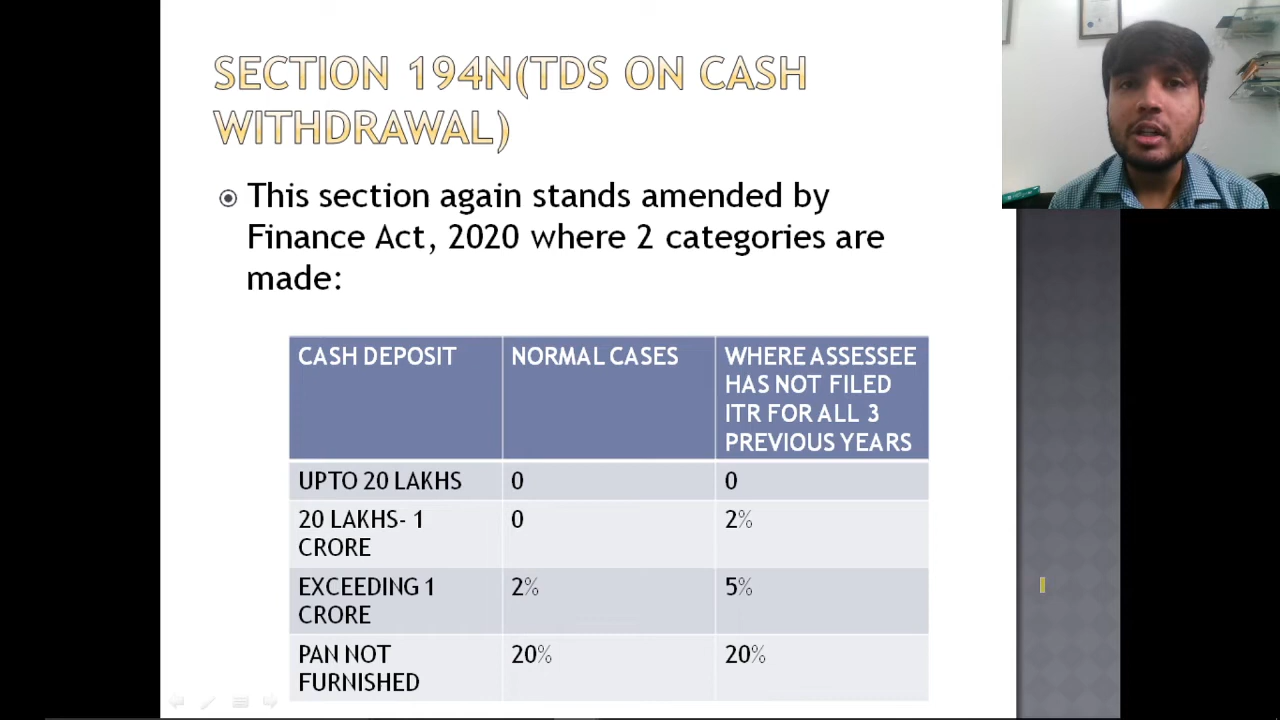 SECTION 194N(TDS ON CASH
WITHDRAWAL)
This section again stands amended by
Finance Act, 2020 where 2 categories are
made:
CASH DEPOSIT
NORMAL CASES
WHERE ASSESSEE
HAS NOT FILED
ITR FOR ALL 3
PREVIOUS YEARS
UPTO 20 LAKHS
0
0
20 LAKHS- 1
CRORE
0
2%
EXCEEDING 1
CRORE
2%
5%
PAN NOT
FURNISHED
20%
20%